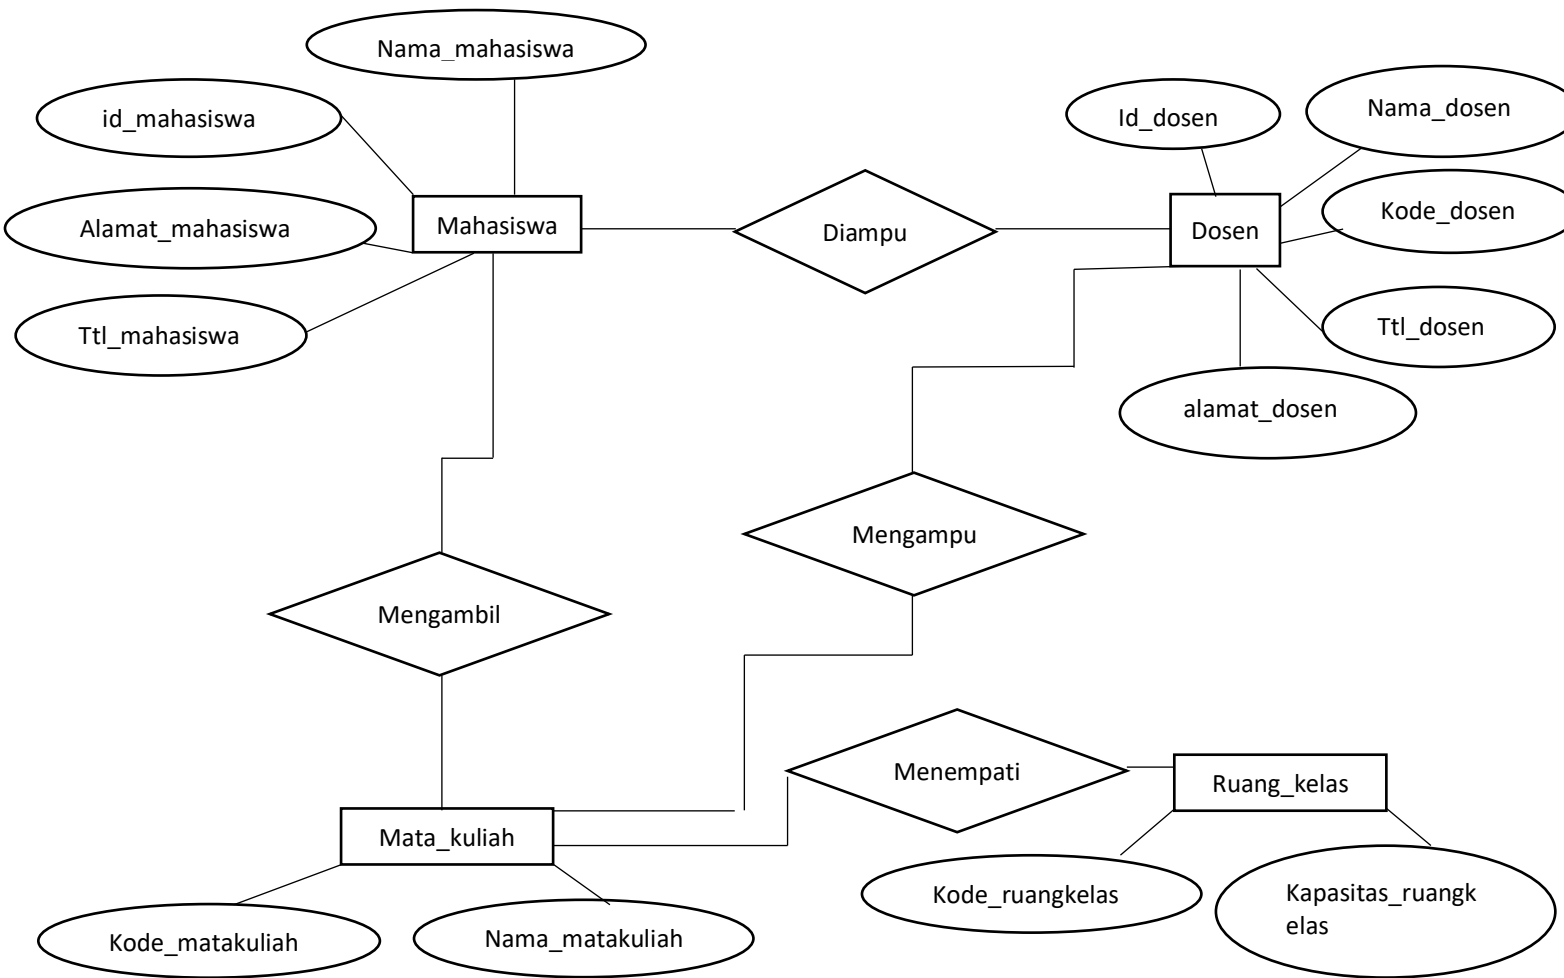 Nama_mahasiswa
id_mahasiswa
Id_dosen
Nama_dosen
Alamat_mahasiswa
Mahasiswa
Diampu
Dosen
Kode_dosen
Ttl_mahasiswa
Ttl_dosen
alamat_dosen
Mengampu
Mengambil
Menempati
Ruang_kelas
Mata_kuliah
Kode_ruangkelas
Kapasitas_ruangk
elas
Kode_matakuliah
Nama_matakuliah